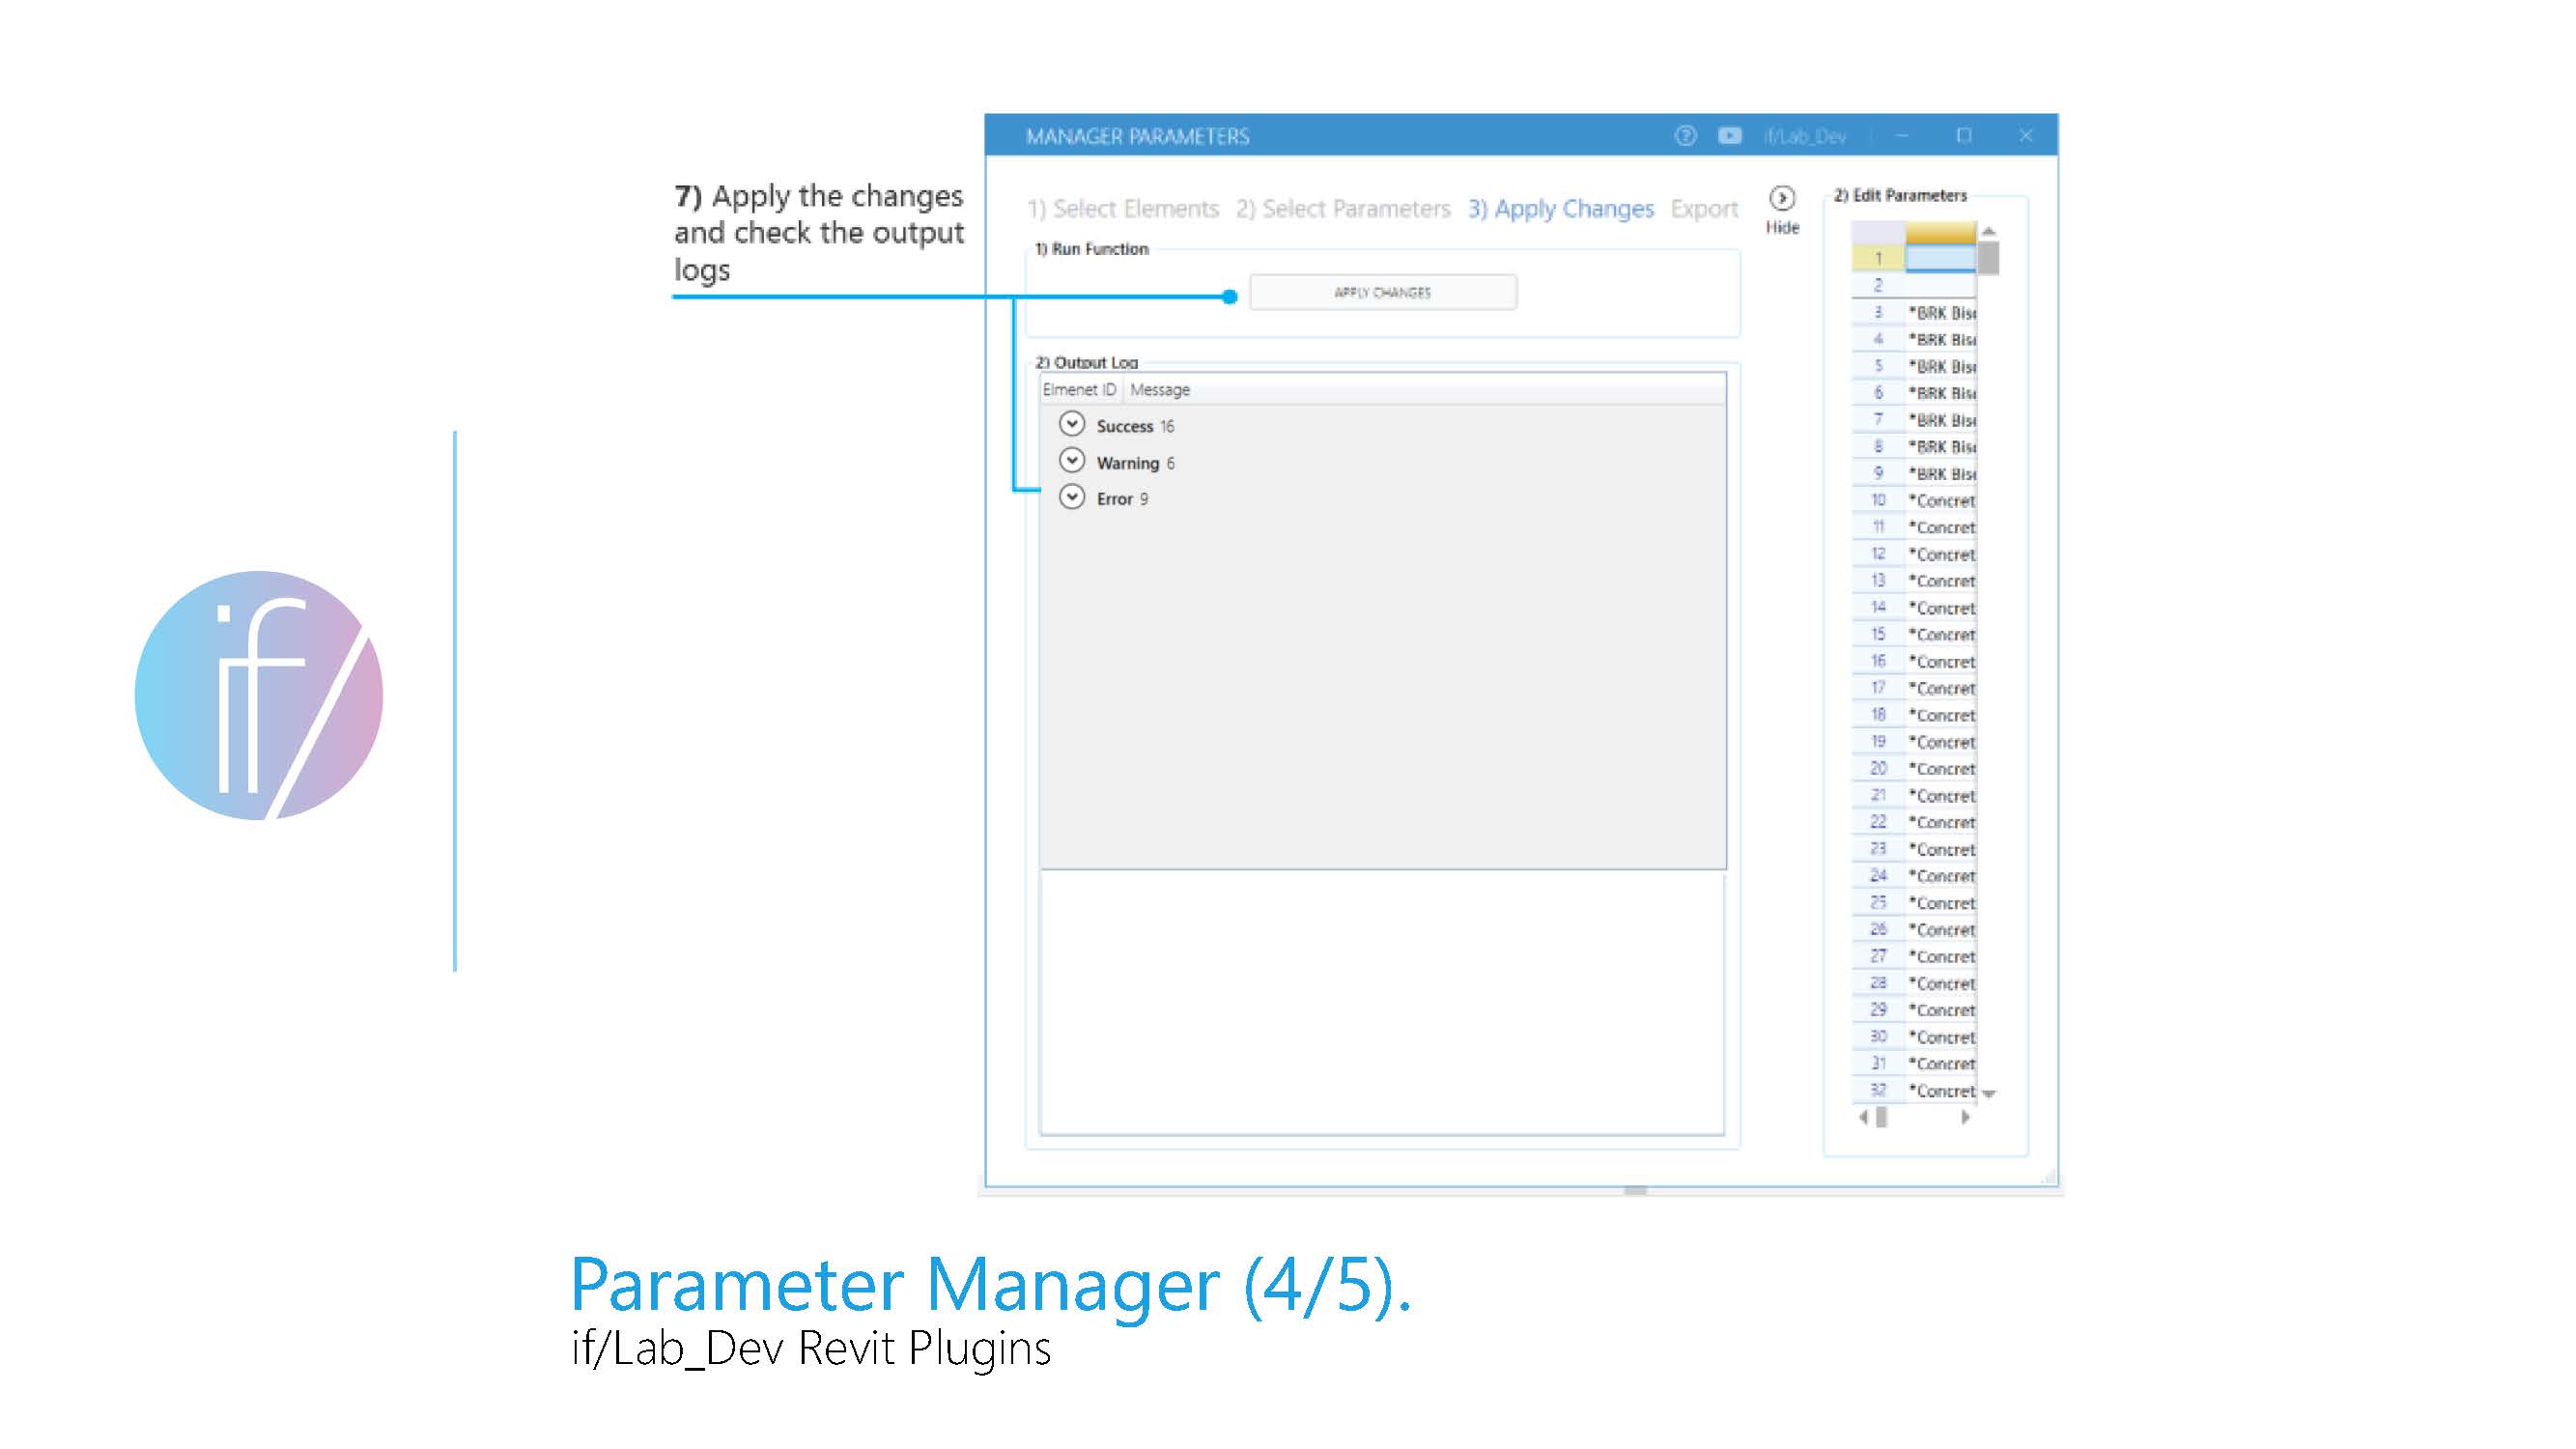 7) Apply the changes
and check the output
logs
MANAGER PARAMETERS
if/Lab_Dev
1) Select Elements 2) Select Parameters 3) Apply Changes Export
Hide
1) Run Function
APPLY CHANGES
2) Output Log
Elmenet ID Message
Success 16
Warning 6
Error 9
2) Edit Parameters
1
2
3 *BRK Bis
4 *BRK Bis
5 *BRK Bis
6 *BRK Bis
7 *BRK Bis
8 *BRK Bis
9 *BRK Bis
10 *Concret
11 *Concret
12 *Concret
13 *Concret
14 *Concret
15 *Concret
16 *Concret
17 *Concret
18 *Concret
19 *Concret
20 *Concret
21 *Concret
22 *Concret
23 *Concret
24 *Concret
25 *Concret
26 *Concret
27 *Concret
28 *Concret
29 *Concret
30 *Concret
31 *Concret
32 *Concret
if/
Parameter Manager (4/5).
if/Lab_Dev Revit Plugins